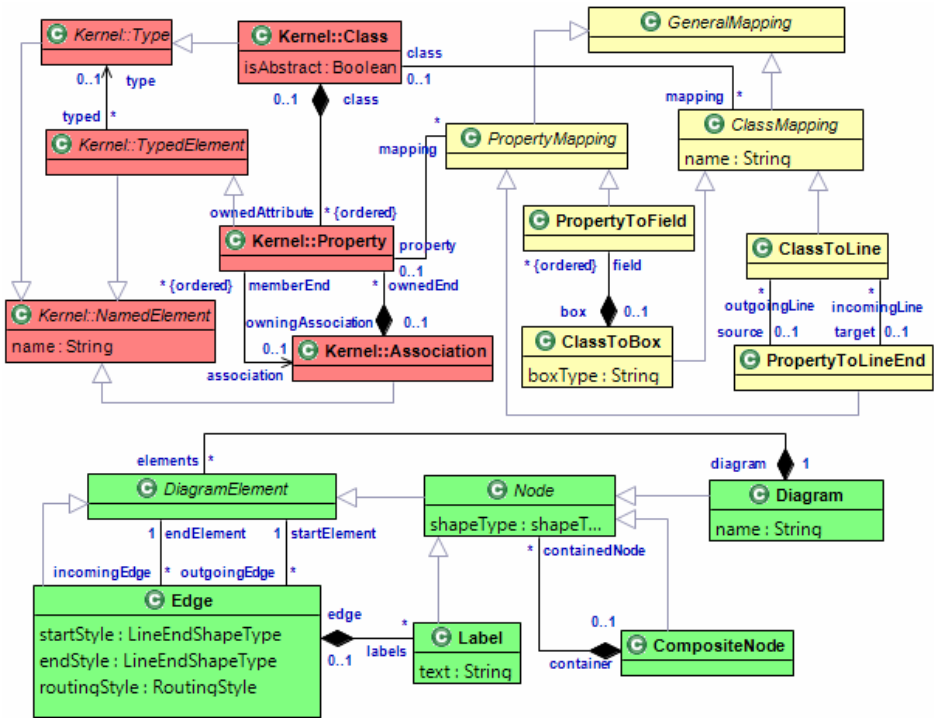 Kernel::Type
Kernel::Class
GeneralMapping
isAbstract:Boolean
class
0..1
0..1
type
0..1
class
mapping
*
typed
*
*
mapping
ClassMapping
Kernel::TypedElement
PropertyMapping
name : String
ownedAttribute
* {ordered}
PropertyToField
Kernel::Property
property
ClassToLine
0..1
* {ordered}
field
* {ordered}
memberEnd
*
ownedEnd
*
*
outgoingLine
incomingLine
Kernel::NamedElement
owningAssociation
0..1
box
0..1
source
0..1
target
0..1
name:String
0..1
Kernel::Association
ClassToBox
PropertyToLineEnd
association
boxType : String
elements
*
diagram
1
DiagramElement
Node
Diagram
shapeType : shapeT...
name : String
1
endElement
1
startElement
*
containedNode
incomingEdge
*
outgoingEdge
*
Edge
edge
*
0..1
startStyle : LineEndShapeType
Label
CompositeNode
endStyle : LineEndShapeType
0..1
labels
container
routingStyle : RoutingStyle
text : String